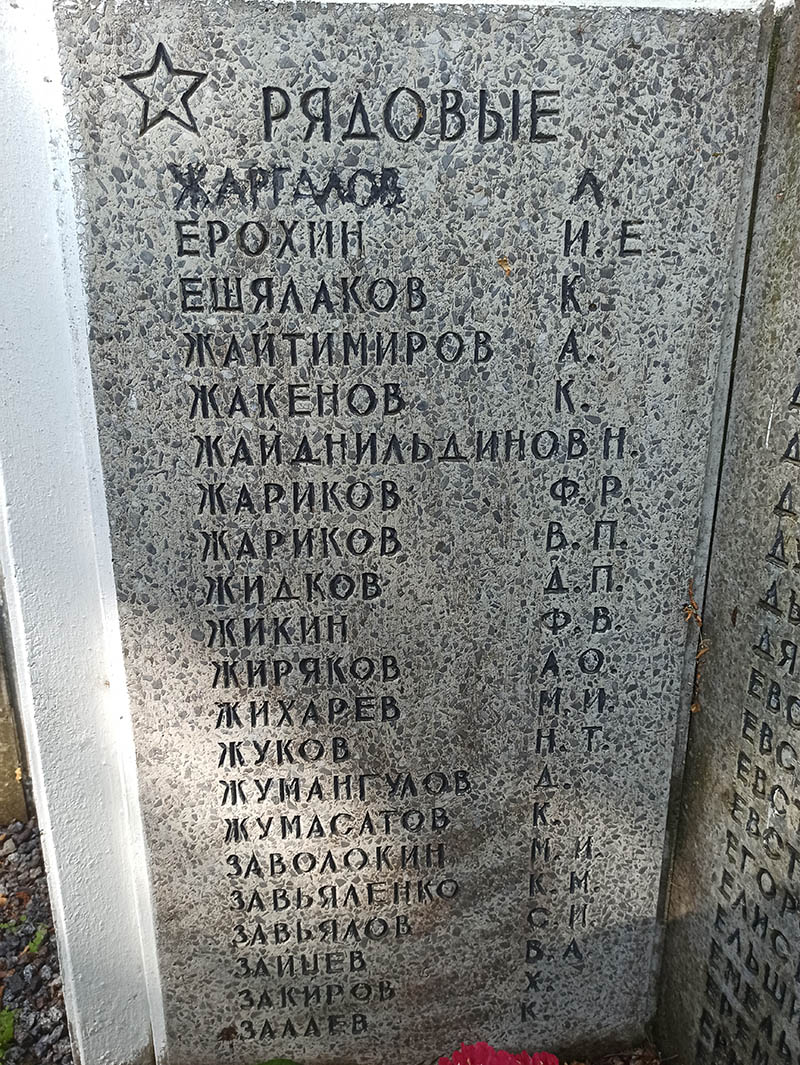 РЯДОВЫЕ
ЖАРГАЛОВ Л.
ЕРОХИН И. Е
ЕШЯЛАКОВ К.
ЖАЙТИМИРОВ А.
ЖАКЕНОВ К.
ЖАЙДНИЛЬДИНОВ Н.
ЖАРИКОВ Ф. Р.
ЖАРИКОВ В. П.
ЖИДКОВ Д. П.
ЖИКИН Ф. В.
ЖИРЯКОВ А. О.
ЖИХАРЕВ М. И.
ЖУКОВ Н. Т.
ЖУМАНГУЛОВ Д.
ЖУМАСАТОВ К.
ЗАВОЛОКИН М. И.
ЗАВЬЯЛЕНКО К. М.
ЗАВЬЯЛОВ С. И
ЗАЙЦЕВ В. А
ЗАКИРОВ Х.
ЗАЛАЕВ К.